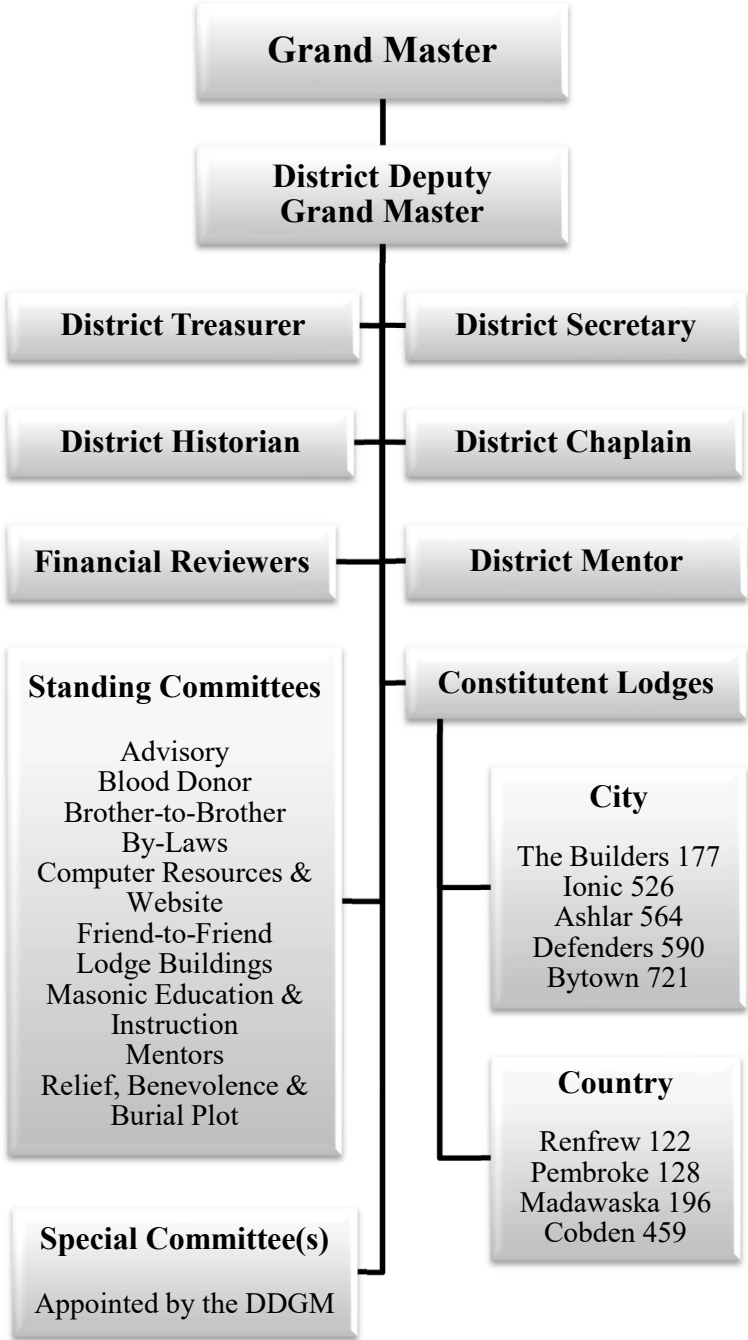 Grand Master
District Deputy
Grand Master
District Treasurer
District Secretary
District Historian
District Chaplain
Financial Reviewers
District Mentor
Standing Committees
Advisory
Blood Donor
Brother-to-Brother
By-Laws
Computer Resources &
Website
Friend-to-Friend
Lodge Buildings
Masonic Education &
Instruction
Mentors
Relief, Benevolence &
Burial Plot
Constitutent Lodges
City
The Builders 177
Ionic 526
Ashlar 564
Defenders 590
Bytown 721
Country
Renfrew 122
Pembroke 128
Madawaska 196
Cobden 459
Special Committee(s)
Appointed by the DDGM